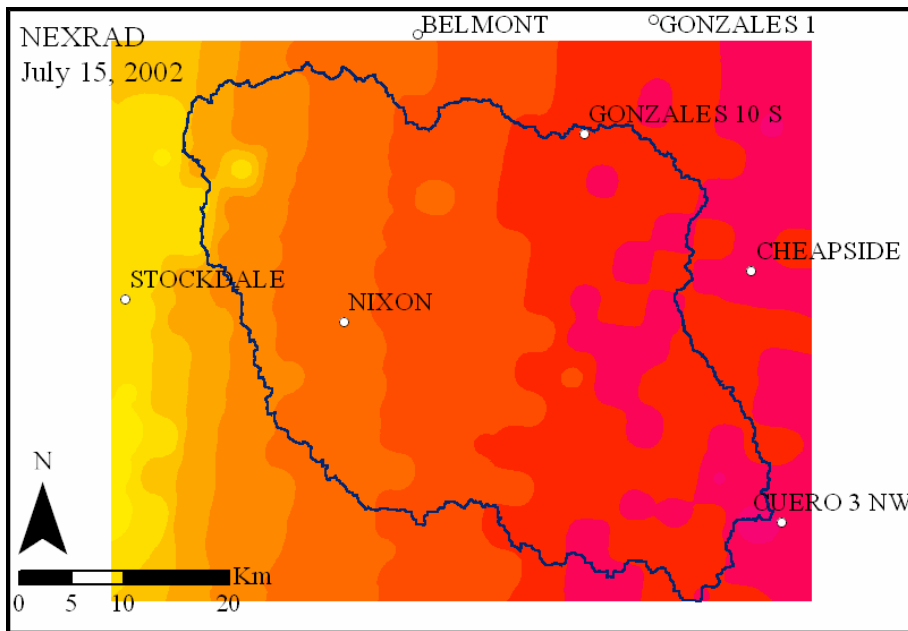 NEXRAD
July 15, 2002
BELMONT
GONZALES 1
GONZALES 10 S
CHEAPSIDE
STOCKDALE
NIXON
CUERO 3 NW
N
Km
0 5 10 20